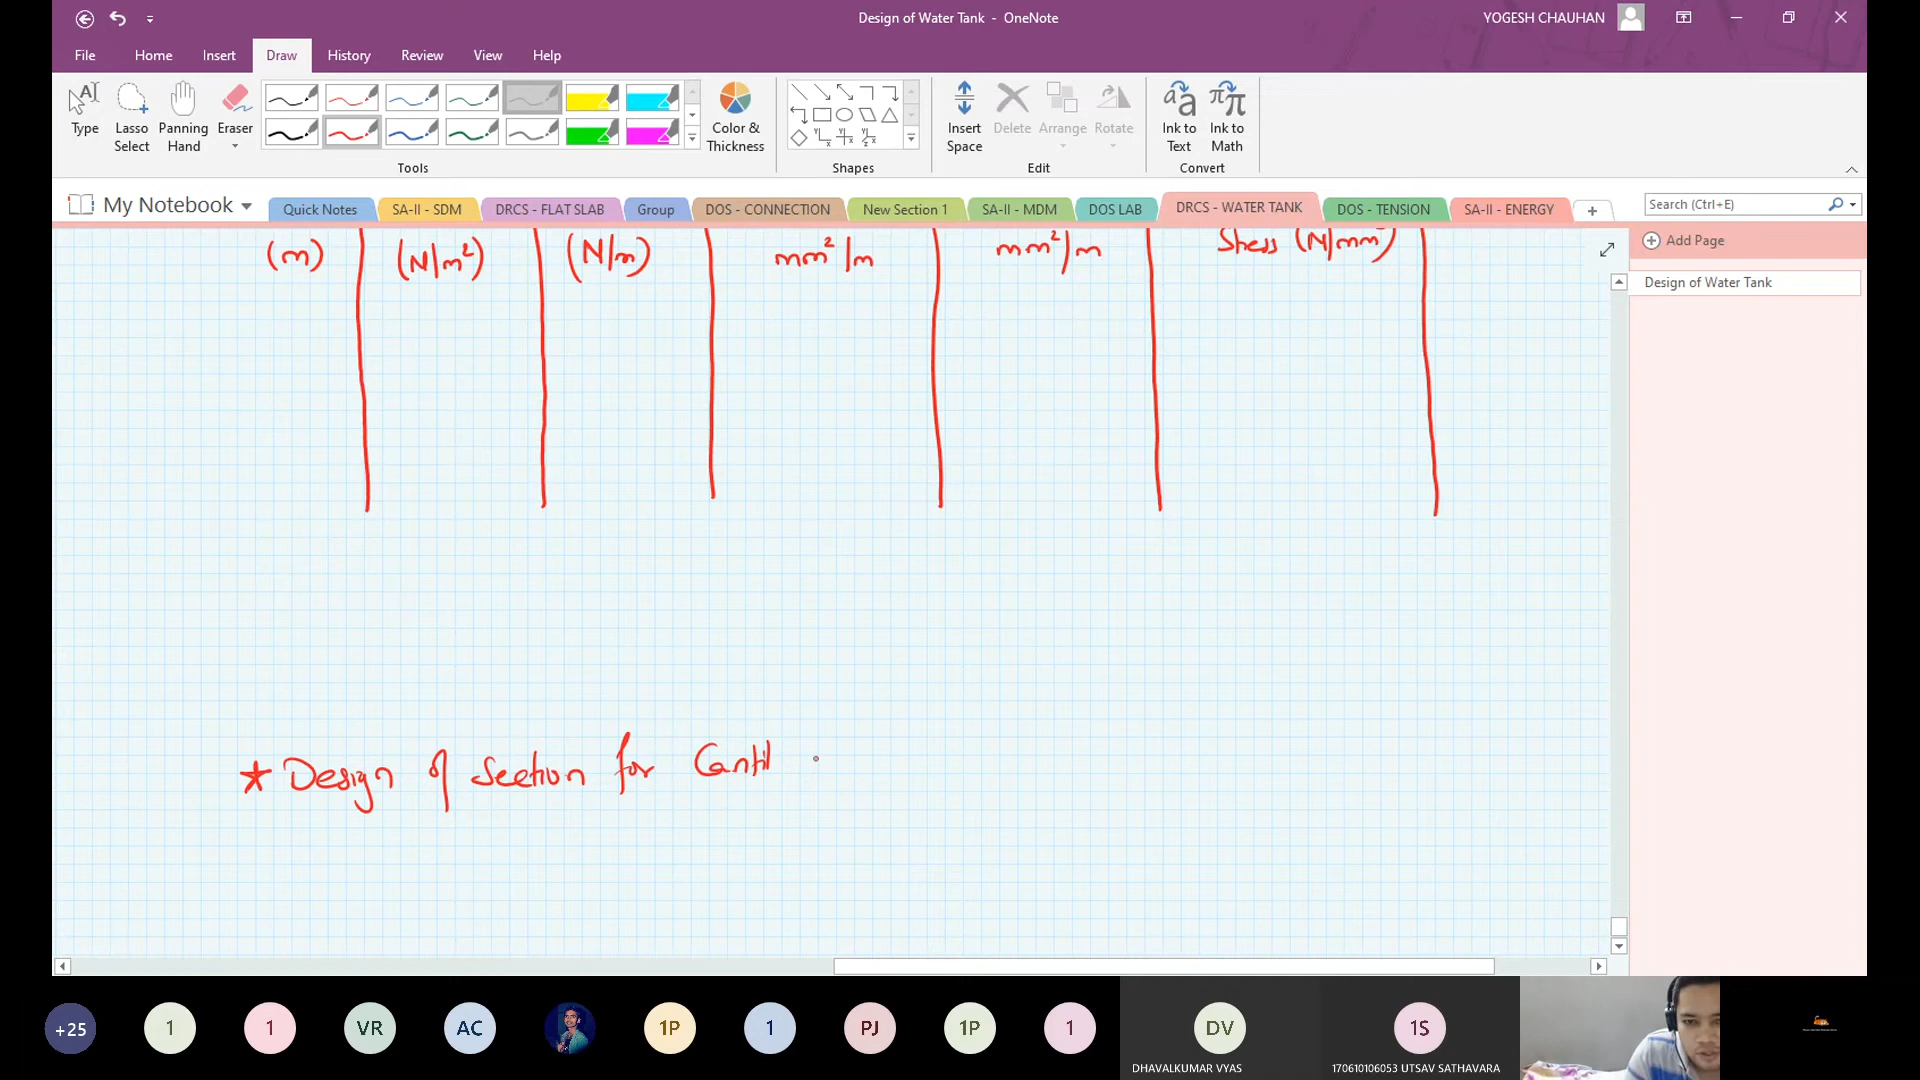 Design of Water Tank - OneNote
YOGESH CHAUHAN
File Home Insert Draw History Review View Help
Type
Lasso Select
Panning Hand
Eraser
Color & Thickness
Insert Space
Delete
Arrange
Rotate
Ink to Text
Ink to Math
Tools
Shapes
Edit
Convert
My Notebook
Quick Notes
SA-II - SDM
DRCS - FLAT SLAB
Group
DOS - CONNECTION
New Section 1
SA-II - MDM
DOS LAB
DRCS - WATER TANK
DOS - TENSION
SA-II - ENERGY
Search (Ctrl+E)
Add Page
Design of Water Tank
(m) (N/m²) (N/m) mm²/m mm²/m Stress (N/mm²)
★ Design of Section for Cantil
+25 1 1 VR AC 1P 1 PJ 1P 1 DV 1S
DHAVALKUMAR VYAS
170610106053 UTSAV SATHAVARA